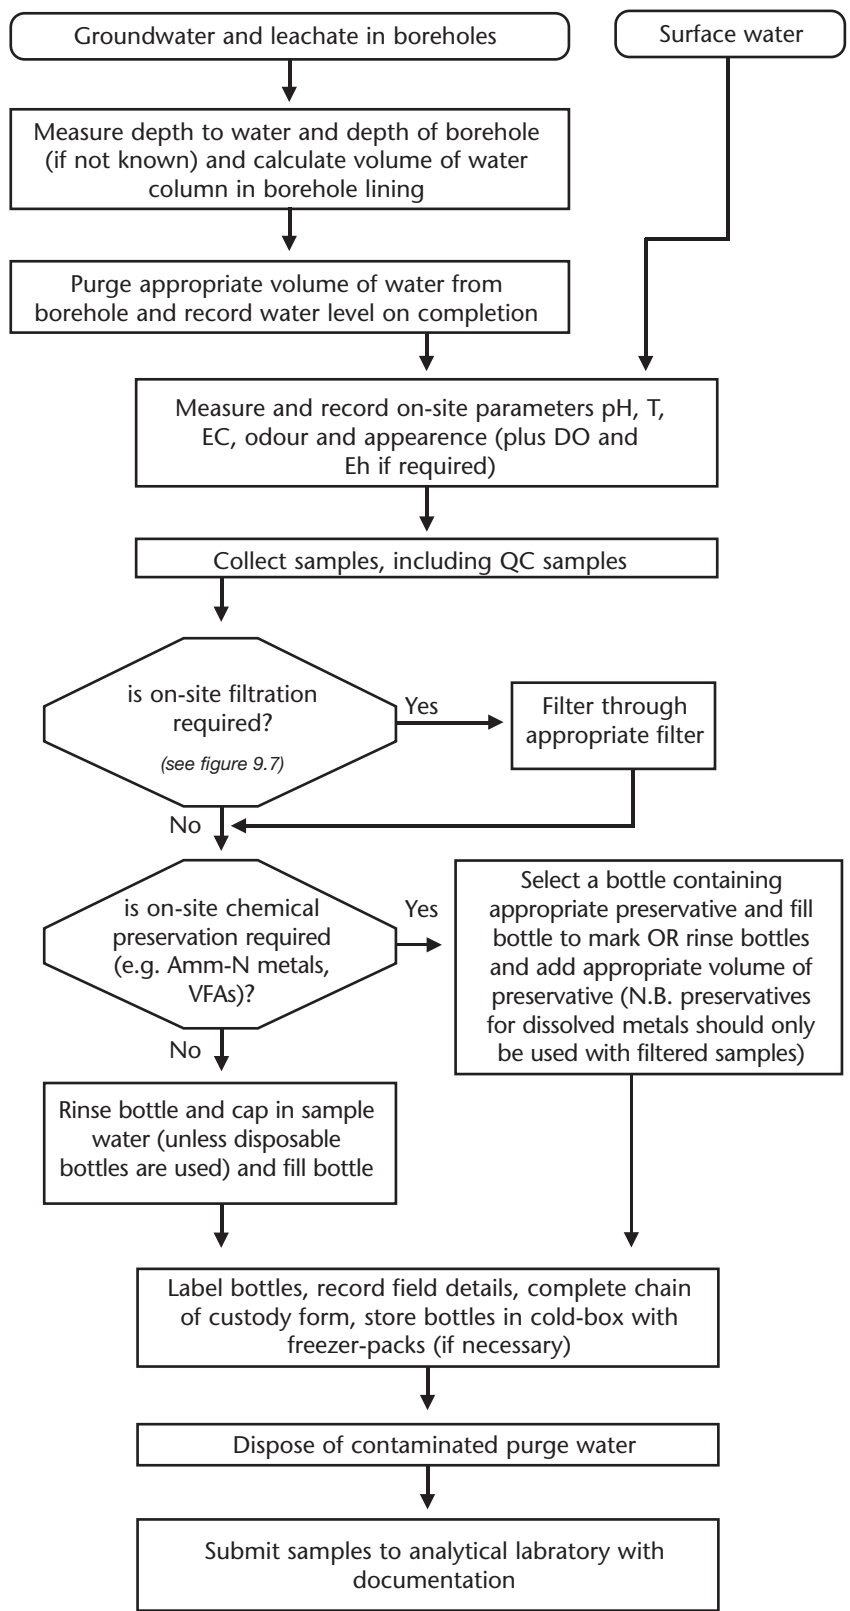 Groundwater and leachate in boreholes
Surface water
Measure depth to water and depth of borehole
(if not known) and calculate volume of water
column in borehole lining
Purge appropriate volume of water from
borehole and record water level on completion
Measure and record on-site parameters pH, T,
EC, odour and appearence (plus DO and
Eh if required)
Collect samples, including QC samples
is on-site filtration
required?
(see figure 9.7)
Yes
Filter through
appropriate filter
No
is on-site chemical
preservation required
(e.g. Amm-N metals,
VFAs)?
Yes
Select a bottle containing
appropriate preservative and fill
bottle to mark OR rinse bottles
and add appropriate volume of
preservative (N.B. preservatives
for dissolved metals should only
be used with filtered samples)
No
Rinse bottle and cap in sample
water (unless disposable
bottles are used) and fill bottle
Label bottles, record field details, complete chain
of custody form, store bottles in cold-box with
freezer-packs (if necessary)
Dispose of contaminated purge water
Submit samples to analytical labratory with
documentation